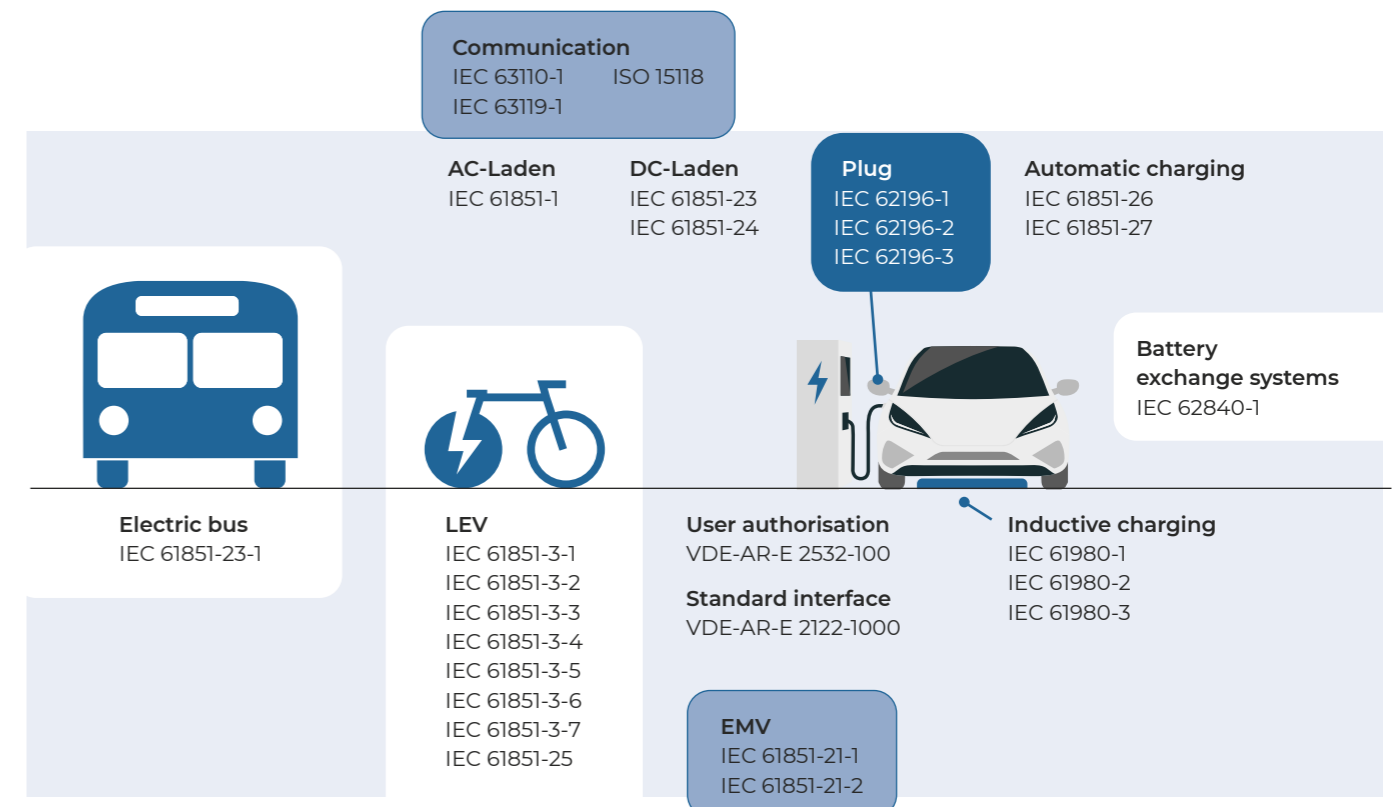 Communication
IEC 63110-1 ISO 15118
IEC 63119-1
AC-Laden
IEC 61851-1
DC-Laden
IEC 61851-23
IEC 61851-24
Plug
IEC 62196-1
IEC 62196-2
IEC 62196-3
Automatic charging
IEC 61851-26
IEC 61851-27
Battery
exchange systems
IEC 62840-1
Electric bus
IEC 61851-23-1
LEV
IEC 61851-3-1
IEC 61851-3-2
IEC 61851-3-3
IEC 61851-3-4
IEC 61851-3-5
IEC 61851-3-6
IEC 61851-3-7
IEC 61851-25
User authorisation
VDE-AR-E 2532-100
Standard interface
VDE-AR-E 2122-1000
Inductive charging
IEC 61980-1
IEC 61980-2
IEC 61980-3
EMV
IEC 61851-21-1
IEC 61851-21-2